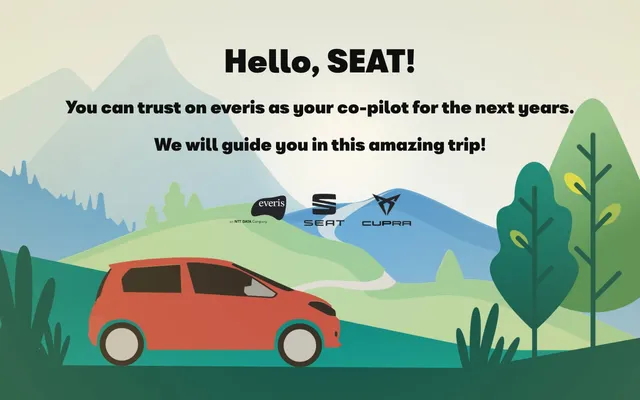 Hello, SEAT!
You can trust on everis as your co-pilot for the next years.
We will guide you in this amazing trip!
everis
an NTT DATA Company
SEAT
CUPRA